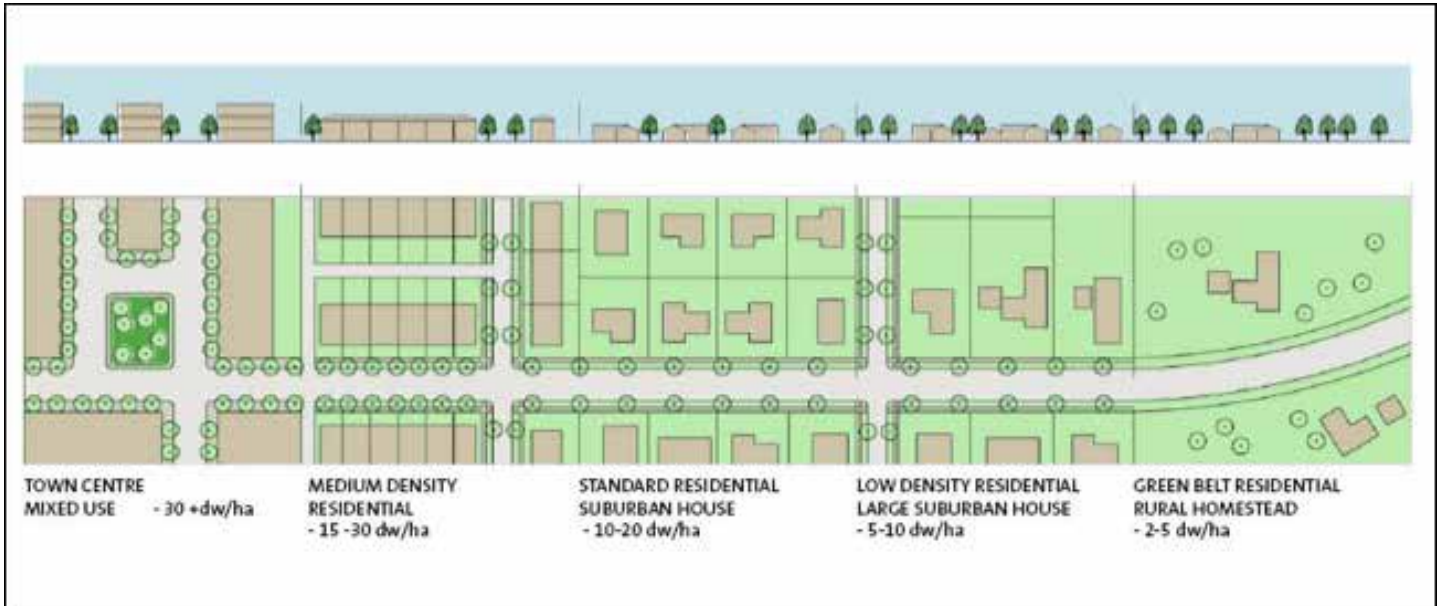 TOWN CENTRE
MIXED USE - 30 +dw/ha
MEDIUM DENSITY
RESIDENTIAL
- 15 -30 dw/ha
STANDARD RESIDENTIAL
SUBURBAN HOUSE
- 10-20 dw/ha
LOW DENSITY RESIDENTIAL
LARGE SUBURBAN HOUSE
- 5-10 dw/ha
GREEN BELT RESIDENTIAL
RURAL HOMESTEAD
- 2-5 dw/ha